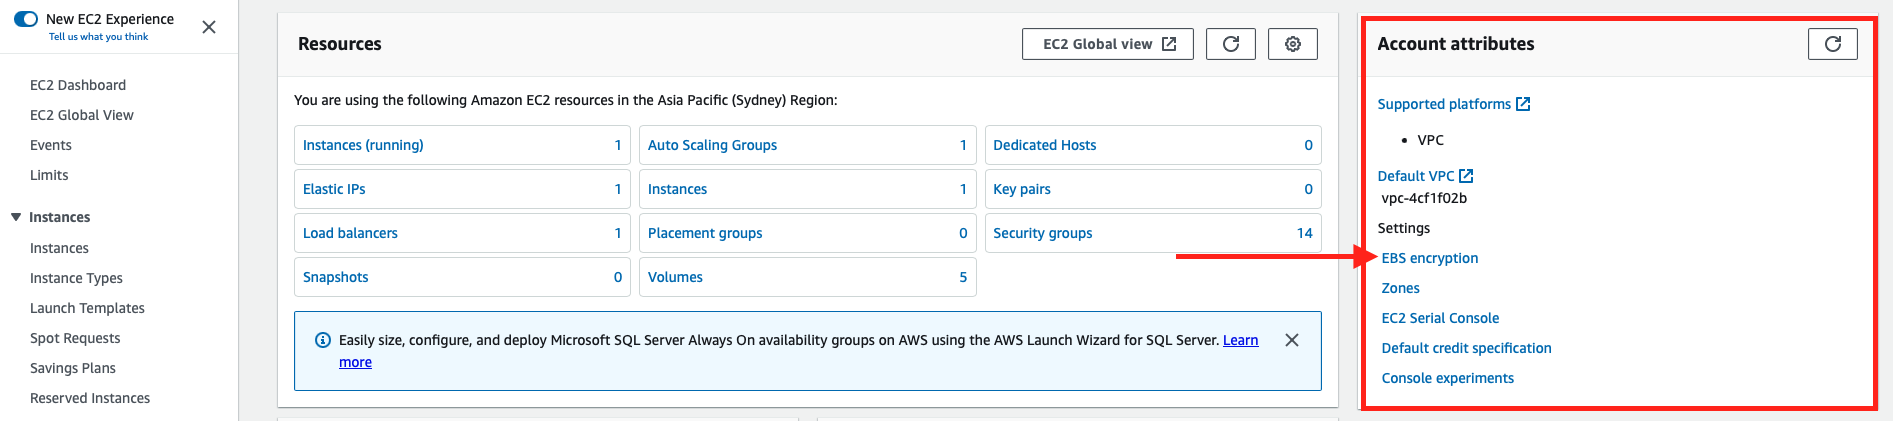 New EC2 Experience
Tell us what you think
EC2 Dashboard
EC2 Global View
Events
Limits
Instances
Instances
Instance Types
Launch Templates
Spot Requests
Savings Plans
Reserved Instances
Resources
EC2 Global view
You are using the following Amazon EC2 resources in the Asia Pacific (Sydney) Region:
Instances (running) 1
Auto Scaling Groups 1
Dedicated Hosts 0
Elastic IPs 1
Instances 1
Key pairs 0
Load balancers 1
Placement groups 0
Security groups 14
Snapshots 0
Volumes 5
Easily size, configure, and deploy Microsoft SQL Server Always On availability groups on AWS using the AWS Launch Wizard for SQL Server. Learn
more
Account attributes
Supported platforms
• VPC
Default VPC
vpc-4cf1f02b
Settings
EBS encryption
Zones
EC2 Serial Console
Default credit specification
Console experiments